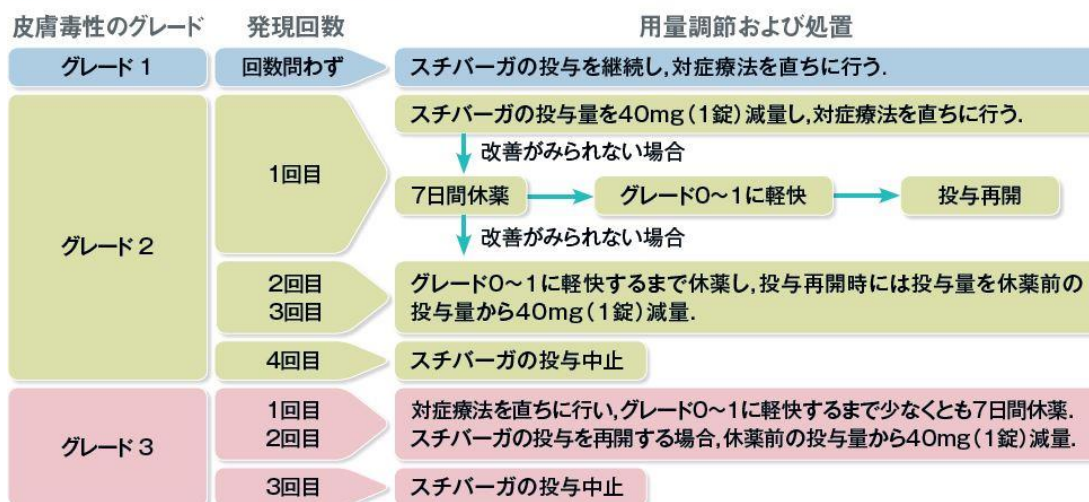 皮膚毒性のグレード 発現回数 用量調節および処置
グレード1 回数問わず スチバーガの投与を継続し,対症療法を直ちに行う.
グレード2
1回目
スチバーガの投与量を40mg(1錠)減量し,対症療法を直ちに行う.
改善がみられない場合
7日間休薬 グレード0〜1に軽快 投与再開
改善がみられない場合
2回目
3回目
グレード0〜1に軽快するまで休薬し,投与再開時には投与量を休薬前の
投与量から40mg(1錠)減量.
4回目 スチバーガの投与中止
グレード3
1回目
2回目
対症療法を直ちに行い,グレード0〜1に軽快するまで少なくとも7日間休薬.
スチバーガの投与を再開する場合,休薬前の投与量から40mg(1錠)減量.
3回目 スチバーガの投与中止